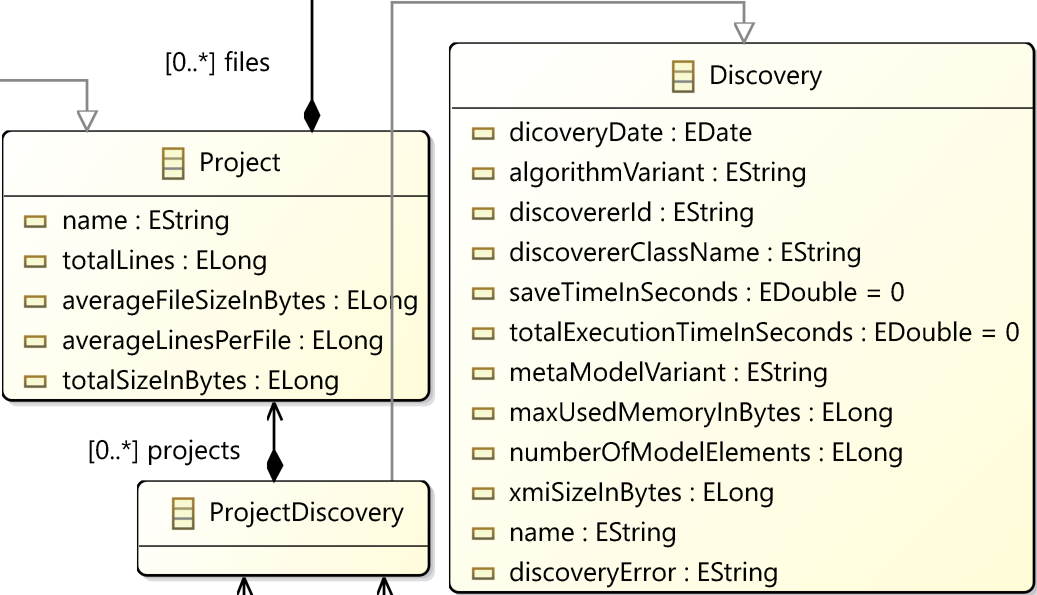 [0..*] files
Project
name : EString
totalLines : ELong
averageFileSizeInBytes : ELong
averageLinesPerFile : ELong
totalSizeInBytes : ELong
[0..*] projects
ProjectDiscovery
Discovery
dicoveryDate : EDate
algorithmVariant : EString
discovererId : EString
discovererClassName : EString
saveTimeInSeconds : EDouble = 0
totalExecutionTimeInSeconds : EDouble = 0
metaModelVariant : EString
maxUsedMemoryInBytes : ELong
numberOfModelElements : ELong
xmiSizeInBytes : ELong
name : EString
discoveryError : EString